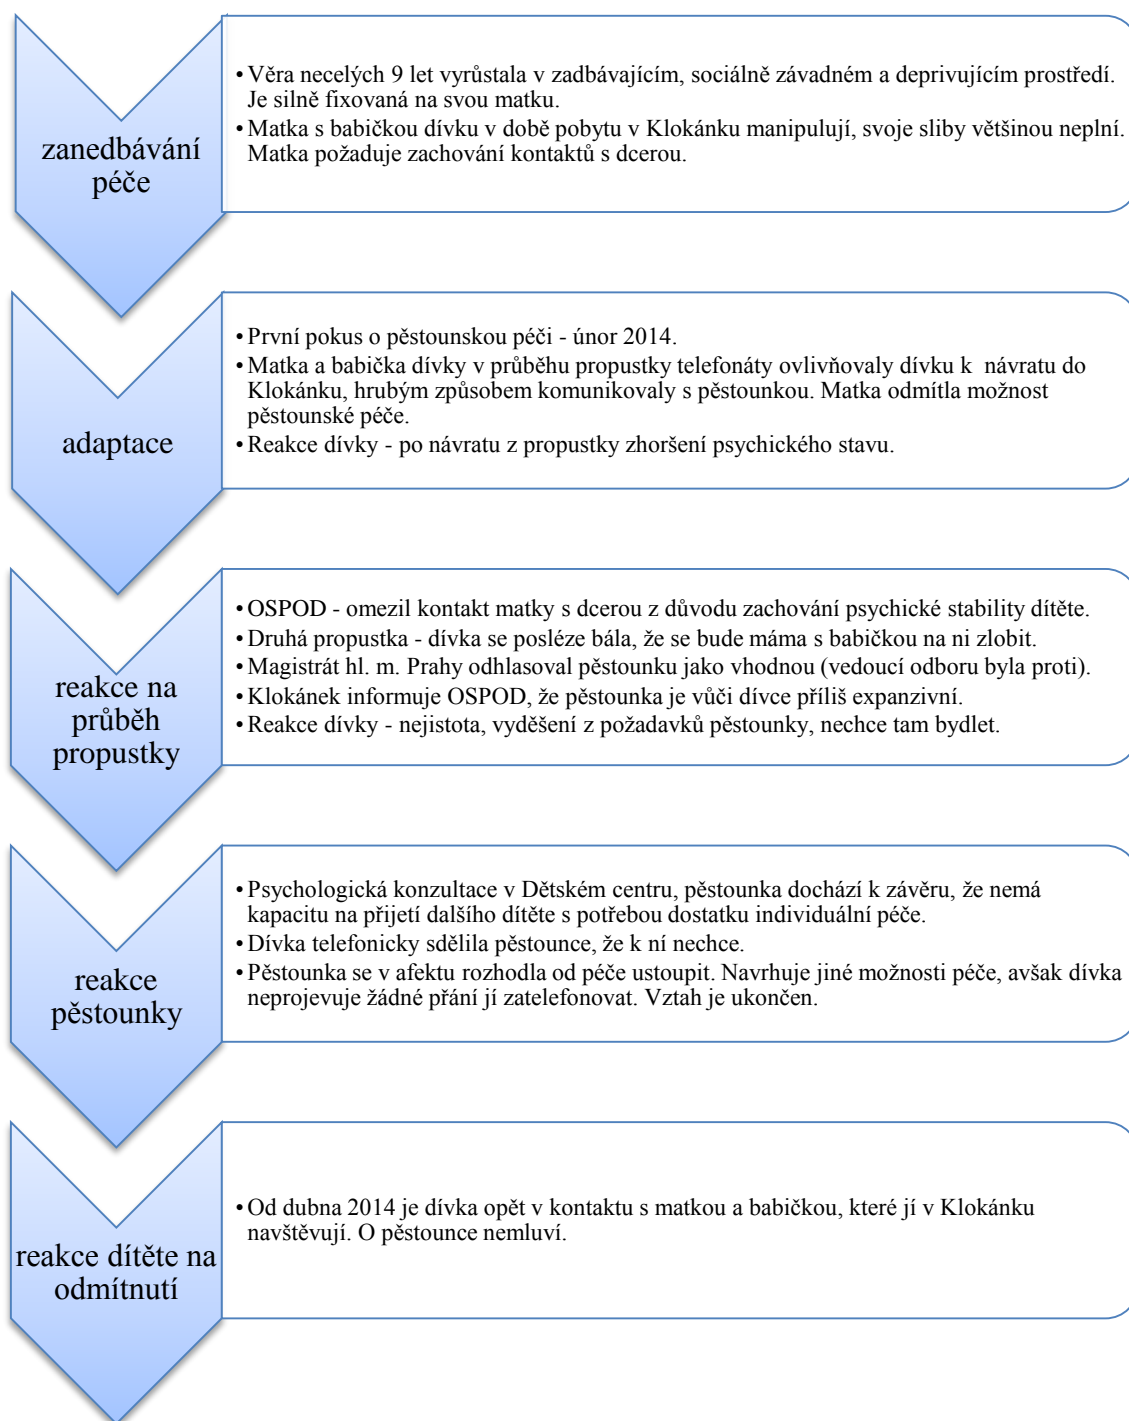 zanedbávání
péče
• Věra necelých 9 let vyrůstala v zadbávajícím, sociálně závadném a deprivujícím prostředí.
Je silně fixovaná na svou matku.
• Matka s babičkou dívku v době pobytu v Klokánku manipulují, svoje sliby většinou neplní.
Matka požaduje zachování kontaktů s dcerou.
adaptace
• První pokus o pěstounskou péči - únor 2014.
• Matka a babička dívky v průběhu propustky telefonáty ovlivňovaly dívku k návratu do
Klokánku, hrubým způsobem komunikovaly s pěstounkou. Matka odmítla možnost
pěstounské péče.
• Reakce dívky - po návratu z propustky zhoršení psychického stavu.
reakce na
průběh
propustky
• OSPOD - omezil kontakt matky s dcerou z důvodu zachování psychické stability dítěte.
• Druhá propustka - dívka se posléze bála, že se bude máma s babičkou na ni zlobit.
• Magistrát hl. m. Prahy odhlasoval pěstounku jako vhodnou (vedoucí odboru byla proti).
• Klokánek informuje OSPOD, že pěstounka je vůči dívce příliš expanzivní.
• Reakce dívky - nejistota, vyděšení z požadavků pěstounky, nechce tam bydlet.
reakce
pěstounky
• Psychologická konzultace v Dětském centru, pěstounka dochází k závěru, že nemá
kapacitu na přijetí dalšího dítěte s potřebou dostatku individuální péče.
• Dívka telefonicky sdělila pěstounce, že k ní nechce.
• Pěstounka se v afektu rozhodla od péče ustoupit. Navrhuje jiné možnosti péče, avšak dívka
neprojevuje žádné přání jí zatelefonovat. Vztah je ukončen.
reakce dítěte na
odmítnutí
• Od dubna 2014 je dívka opět v kontaktu s matkou a babičkou, které jí v Klokánku
navštěvují. O pěstounce nemluví.